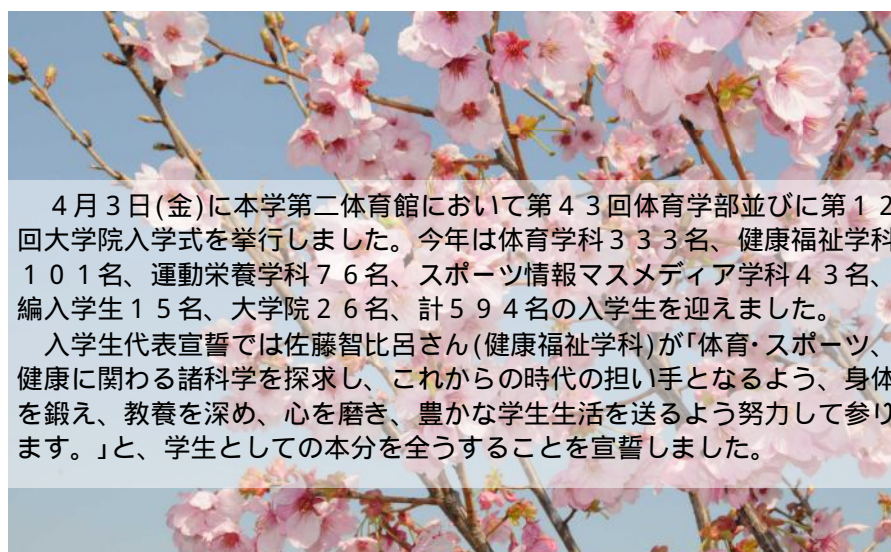 ４月３日(金)に本学第二体育館において第４３回体育学部並びに第１２
回大学院入学式を挙行しました。今年は体育学科３３３名、健康福祉学科
１０１名、運動栄養学科７６名、スポーツ情報マスメディア学科４３名、
編入学生１５名、大学院２６名、計５９４名の入学生を迎えました。
　入学生代表宣誓では佐藤智比呂さん(健康福祉学科)が｢体育･スポーツ、
健康に関わる諸科学を探求し、これからの時代の担い手となるよう、身体
を鍛え、教養を深め、心を磨き、豊かな学生生活を送るよう努力して参り
ます。｣と、学生としての本分を全うすることを宣誓しました。